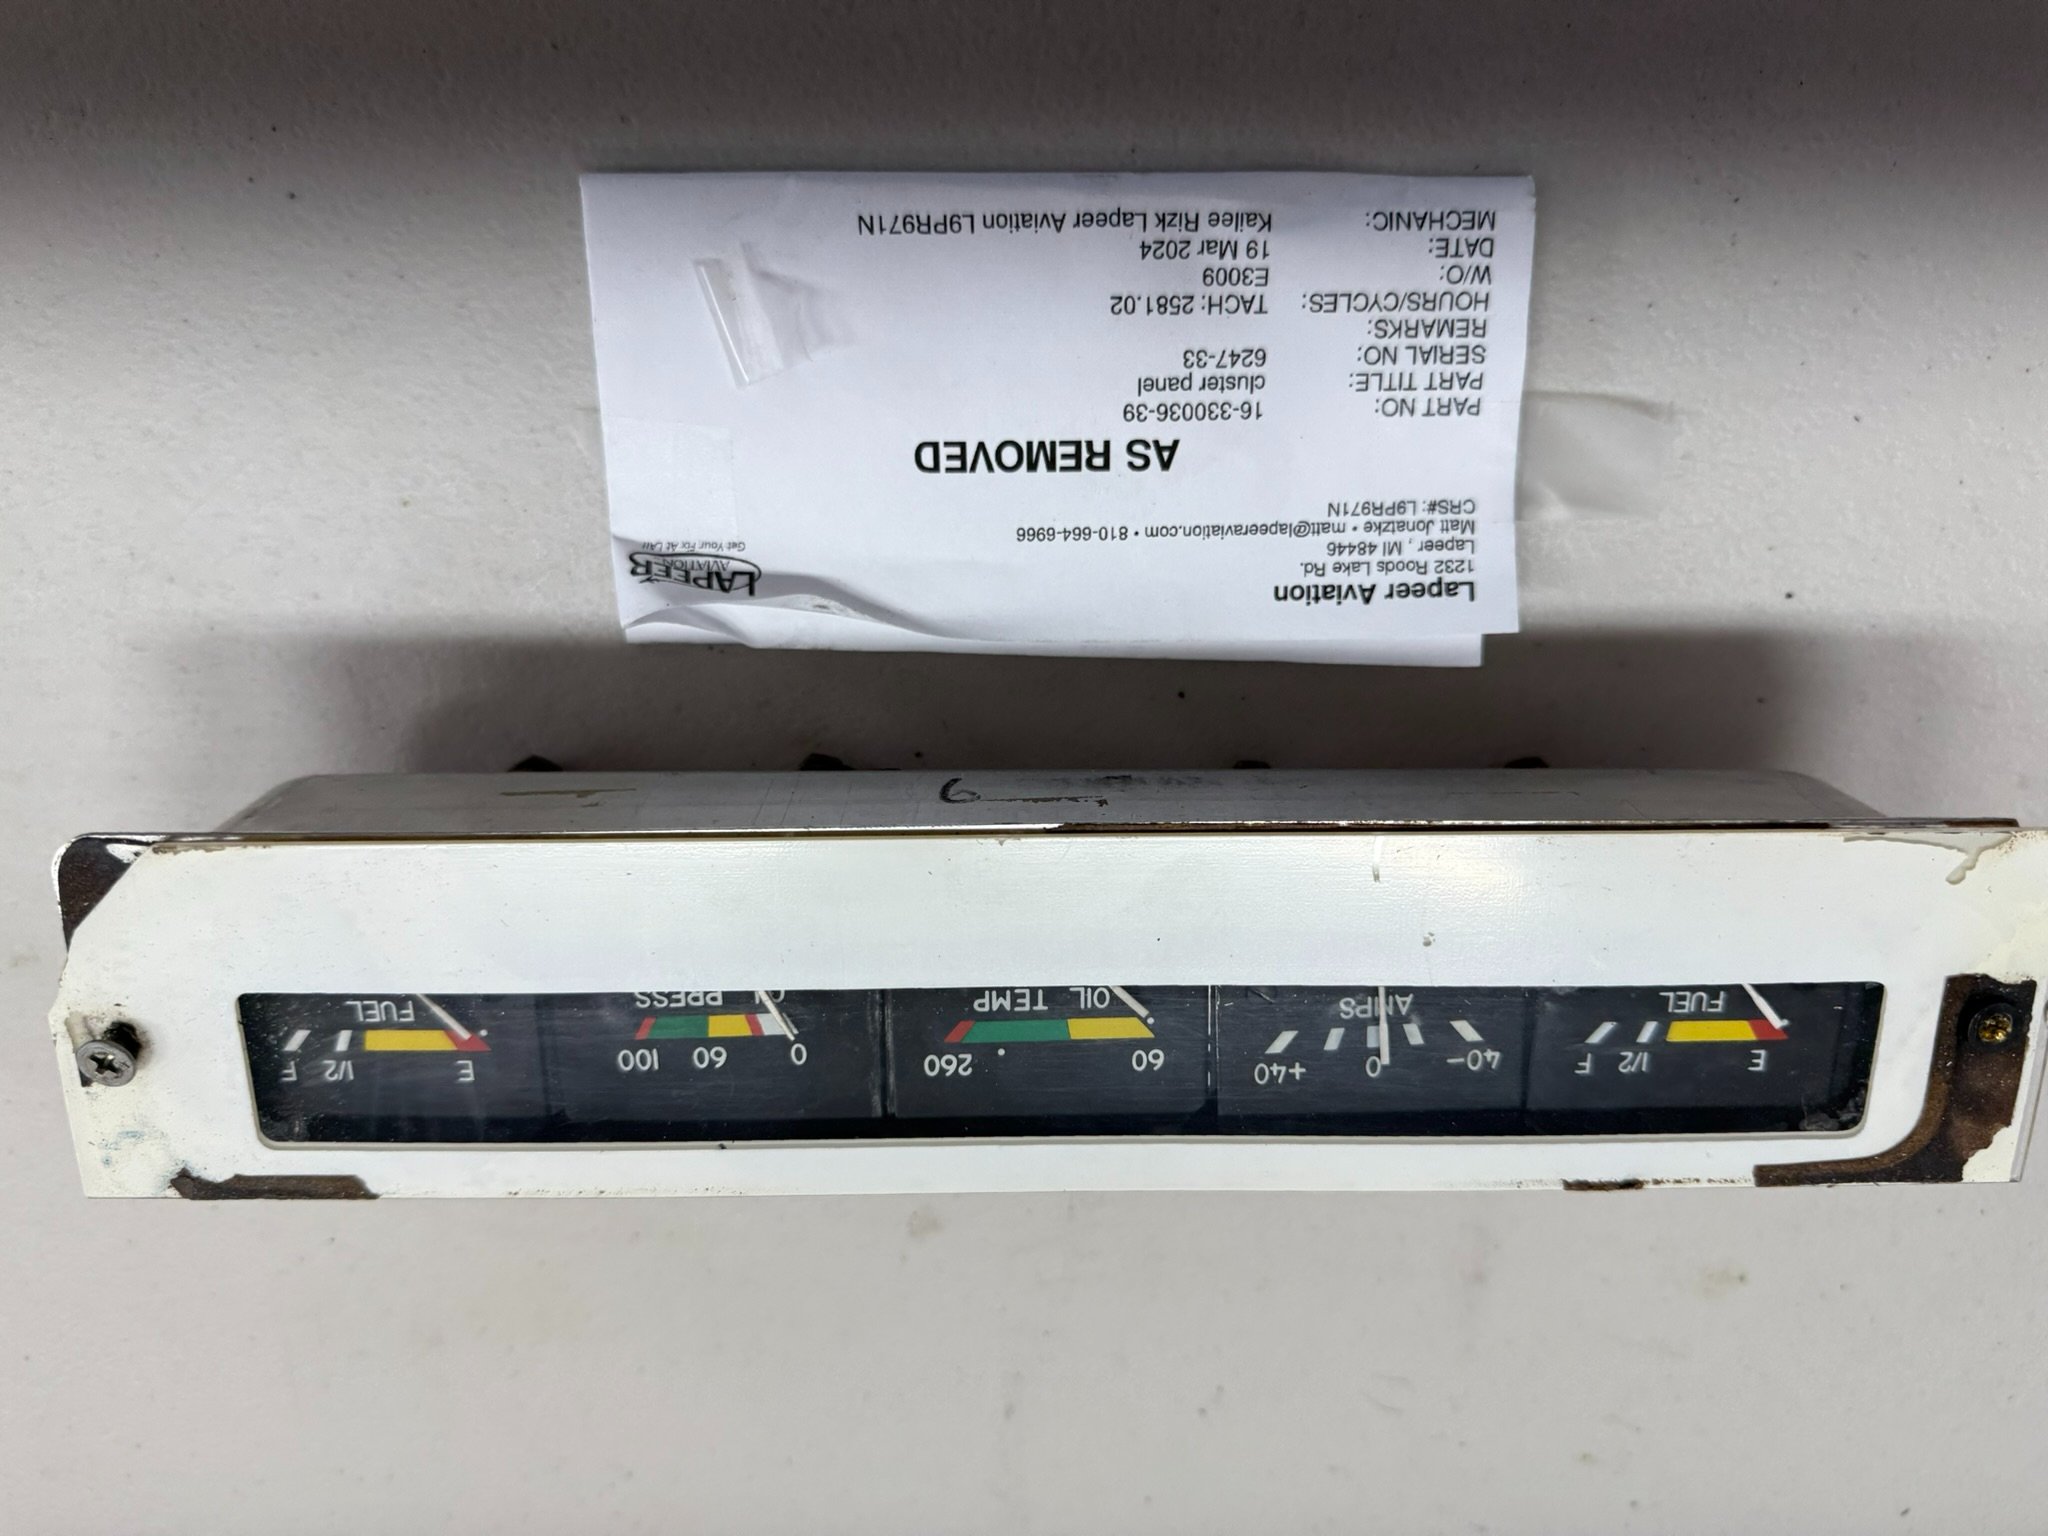 Lapeer Aviation
1232 Roods Lake Rd.
Lapeer , MI 48446
Matt Jonatzke • matt@lapeeraviation.com • 810-664-6966
CRS#: L9PR971N
LAPEER
AVIATION
Get Your Fix At LAI!
AS REMOVED
PART NO: 16-330036-39
PART TITLE: cluster panel
SERIAL NO: 6247-33
REMARKS:
HOURS/CYCLES: TACH: 2581.02
W/O: E3009
DATE: 19 Mar 2024
MECHANIC: Kailee Rizk Lapeer Aviation L9PR971N
E 1/2 F
FUEL
-40 0 +40
AMPS
60 260
OIL TEMP
0 60 100
OIL PRESS
E 1/2 F
FUEL